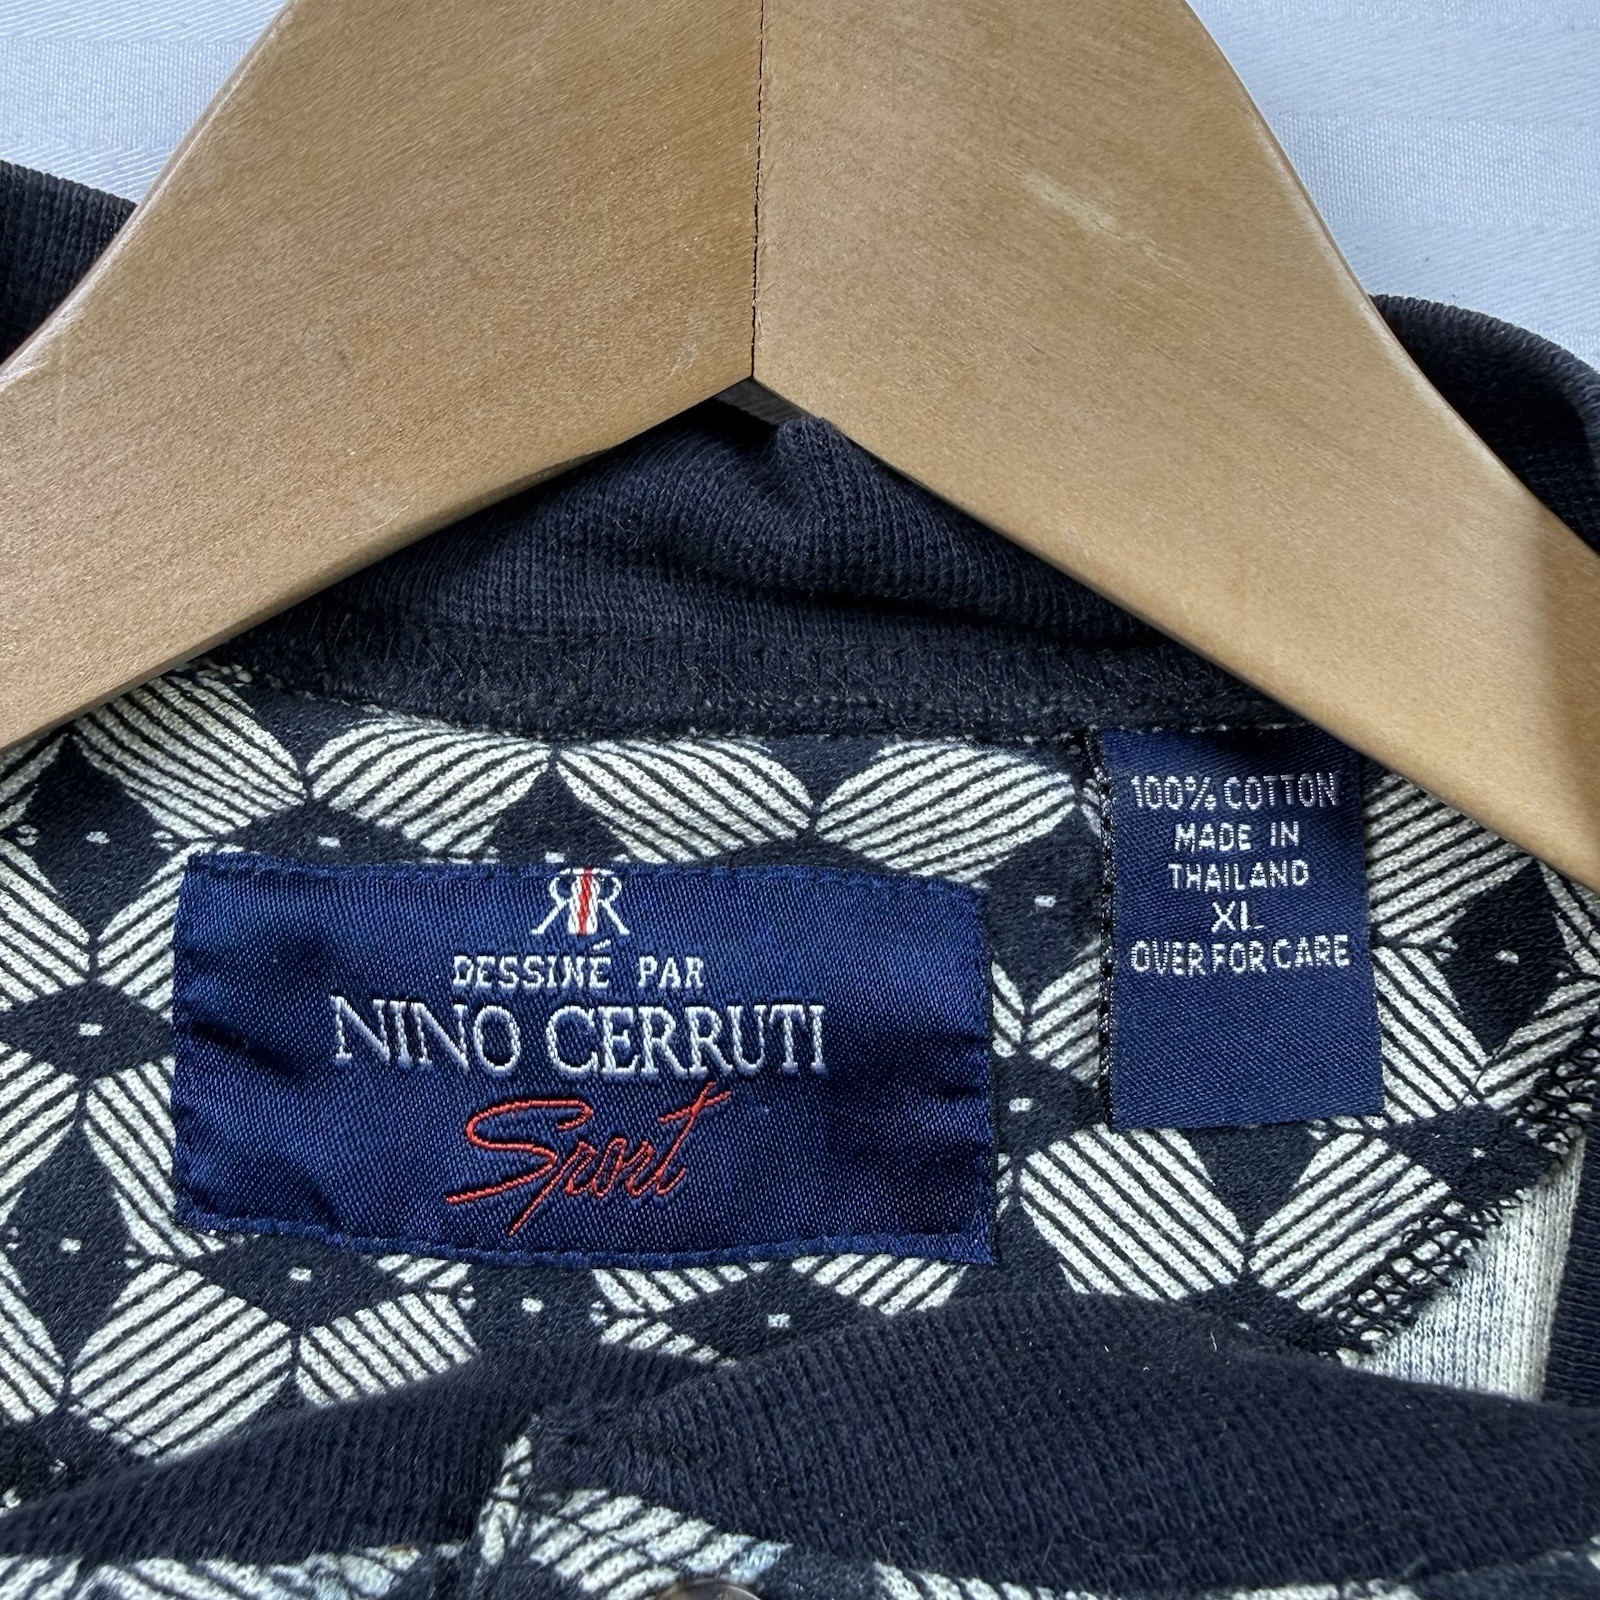 DESSINÉ PAR
NINO CERRUTI
Sport
100% COTTON
MADE IN
THAILAND
XL
OVER FOR CARE